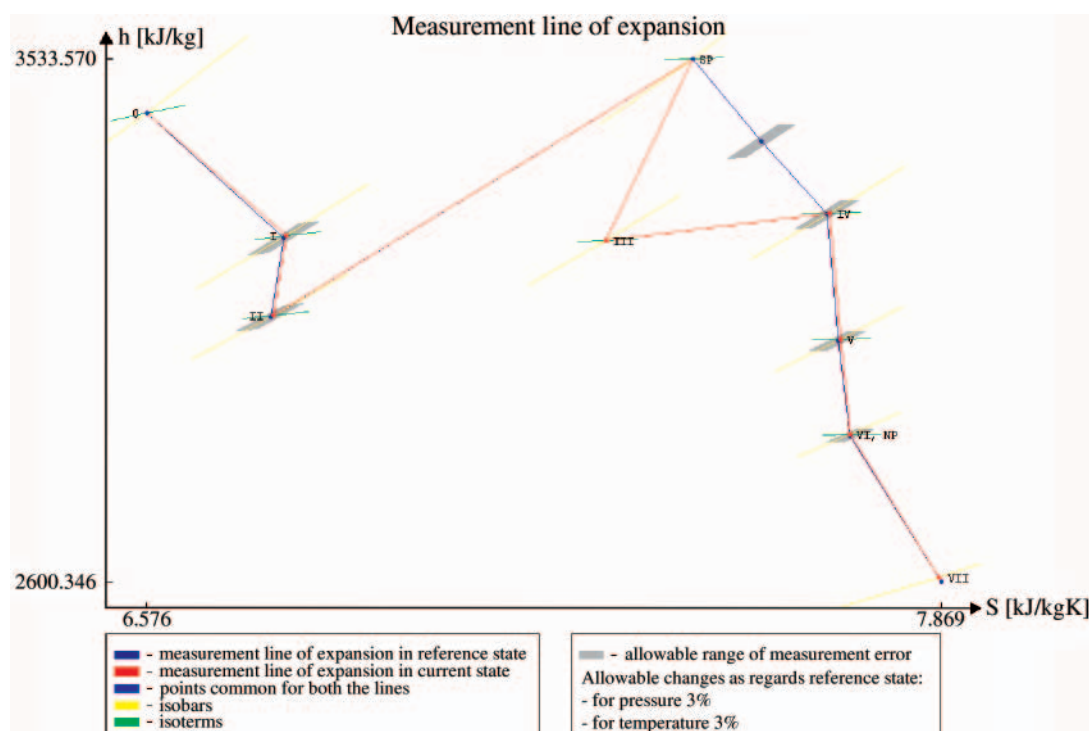 Measurement line of expansion
h [kJ/kg]
3533.570
SP
0
I
IV
III
II
V
VI, NP
VII
2600.346
6.576
7.869
S [kJ/kgK]
- measurement line of expansion in reference state
- measurement line of expansion in current state
- points common for both the lines
- isobars
- isoterms
- allowable range of measurement error
Allowable changes as regards reference state:
- for pressure 3%
- for temperature 3%